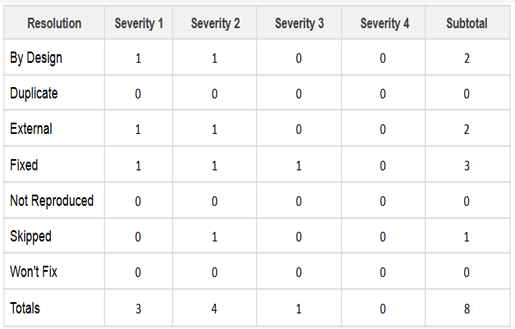 Resolution Severity 1 Severity 2 Severity 3 Severity 4 Subtotal
By Design 1 1 0 0 2
Duplicate 0 0 0 0 0
External 1 1 0 0 2
Fixed 1 1 1 0 3
Not Reproduced 0 0 0 0 0
Skipped 0 1 0 0 1
Won't Fix 0 0 0 0 0
Totals 3 4 1 0 8